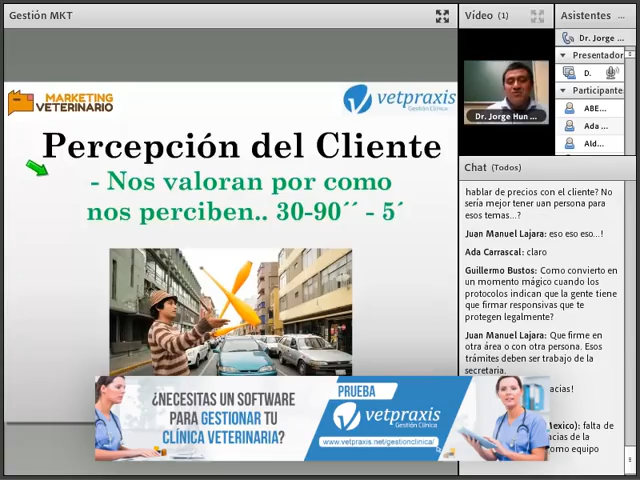 Gestión MKT
MARKETING
VETERINARIO
vetpraxis
Gestión Clínica
Percepción del Cliente
- Nos valoran por como
nos perciben.. 30-90´´ - 5´
¿NECESITAS UN SOFTWARE
PARA GESTIONAR TU
CLÍNICA VETERINARIA?
PRUEBA
vetpraxis
Gestión Clínica
www.vetpraxis.net/gestionclinica/
Vídeo (1)
Dr. Jorge Hun ...
Asistentes ...
Dr. Jorge ...
Presentador
D.
Participante
ABE...
Ada ...
Ald...
Chat (Todos)
hablar de precios con el cliente? No
sería mejor tener uan persona para
esos temas...?
Juan Manuel Lajara: eso eso eso...!
Ada Carrascal: claro
Guillermo Bustos: Como convierto en
un momento mágico cuando los
protocolos indican que la gente tiene
que firmar responsivas que te
protegen legalmente?
Juan Manuel Lajara: Que firme en
otra área o con otra persona. Esos
trámites deben ser trabajo de la
secretaria.
acias!
Mexico): falta de
ncias de la
como equipo